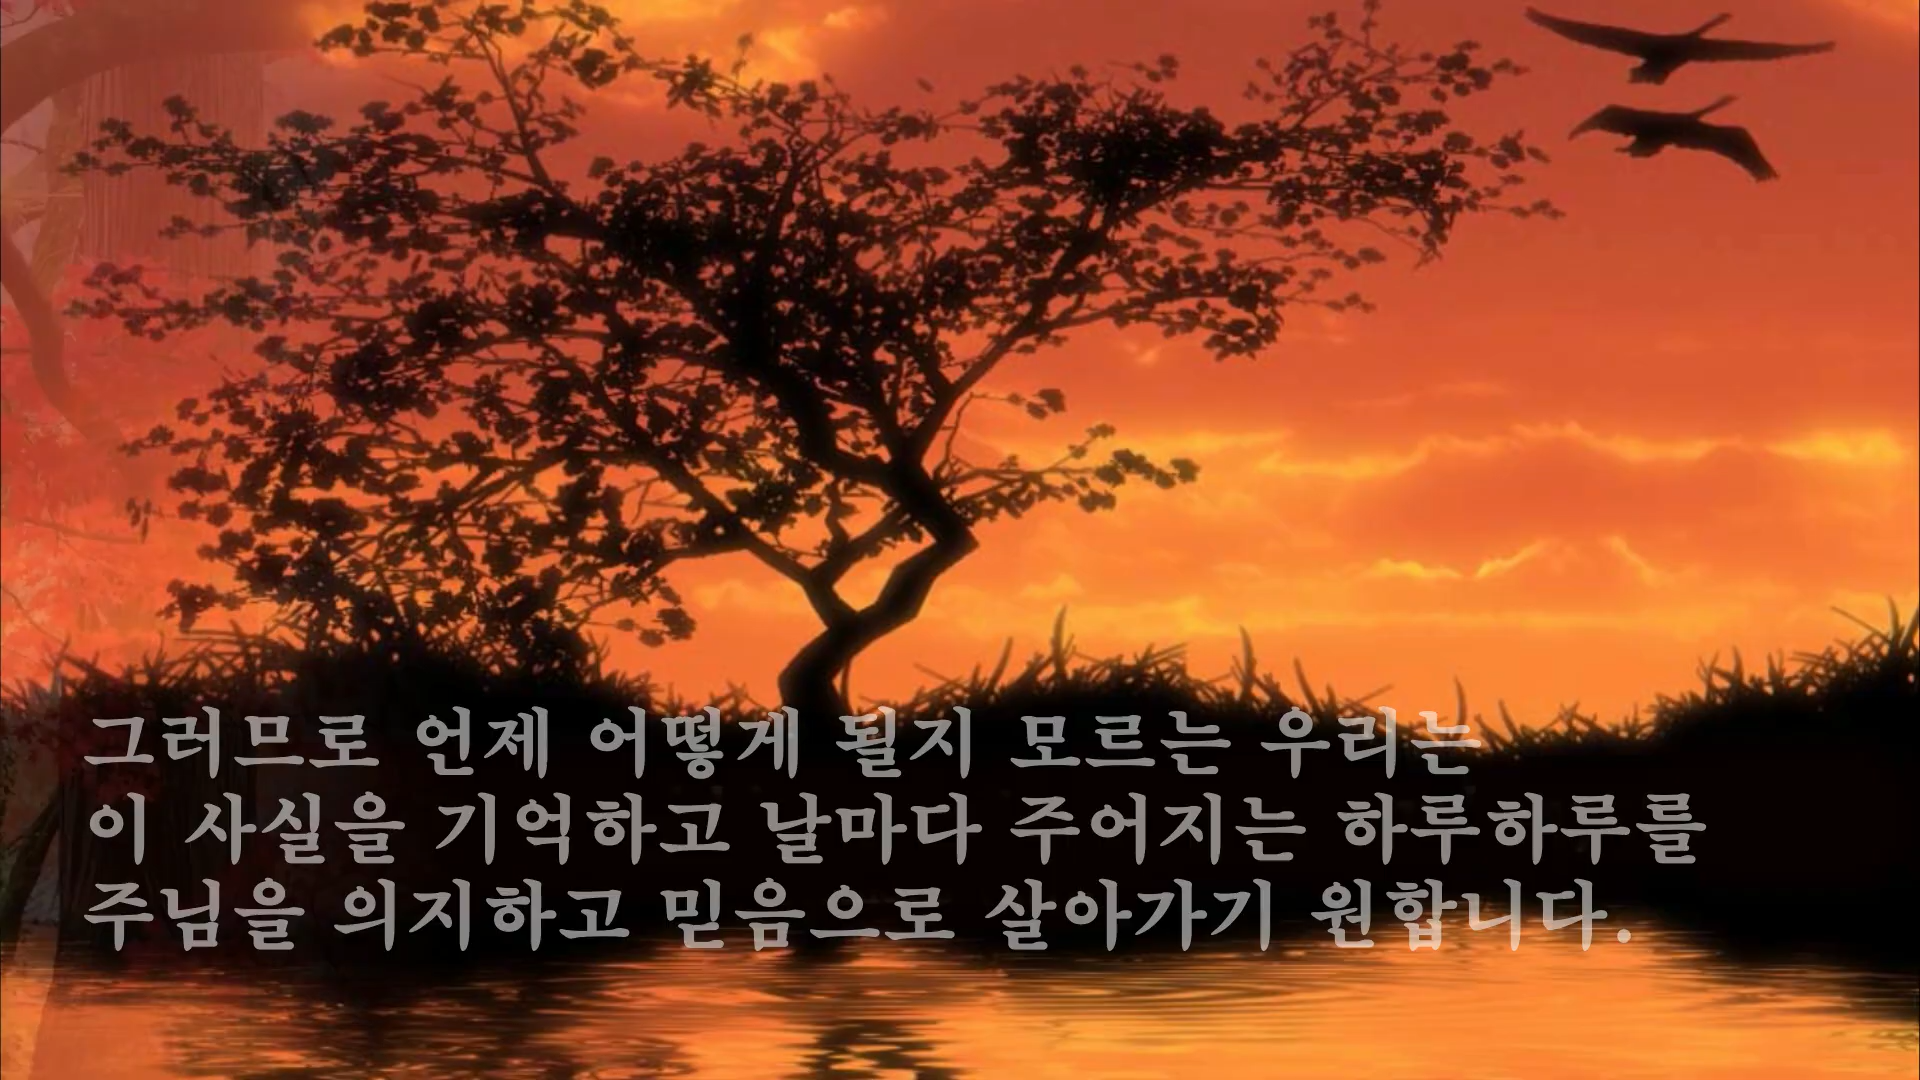 그러므로 언제 어떻게 될지 모르는 우리는
이 사실을 기억하고 날마다 주어지는 하루하루를
주님을 의지하고 믿음으로 살아가기 원합니다.